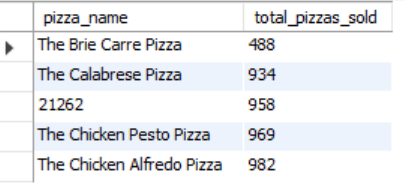 pizza_name total_pizzas_sold
The Brie Carre Pizza 488
The Calabrese Pizza 934
21262 958
The Chicken Pesto Pizza 969
The Chicken Alfredo Pizza 982